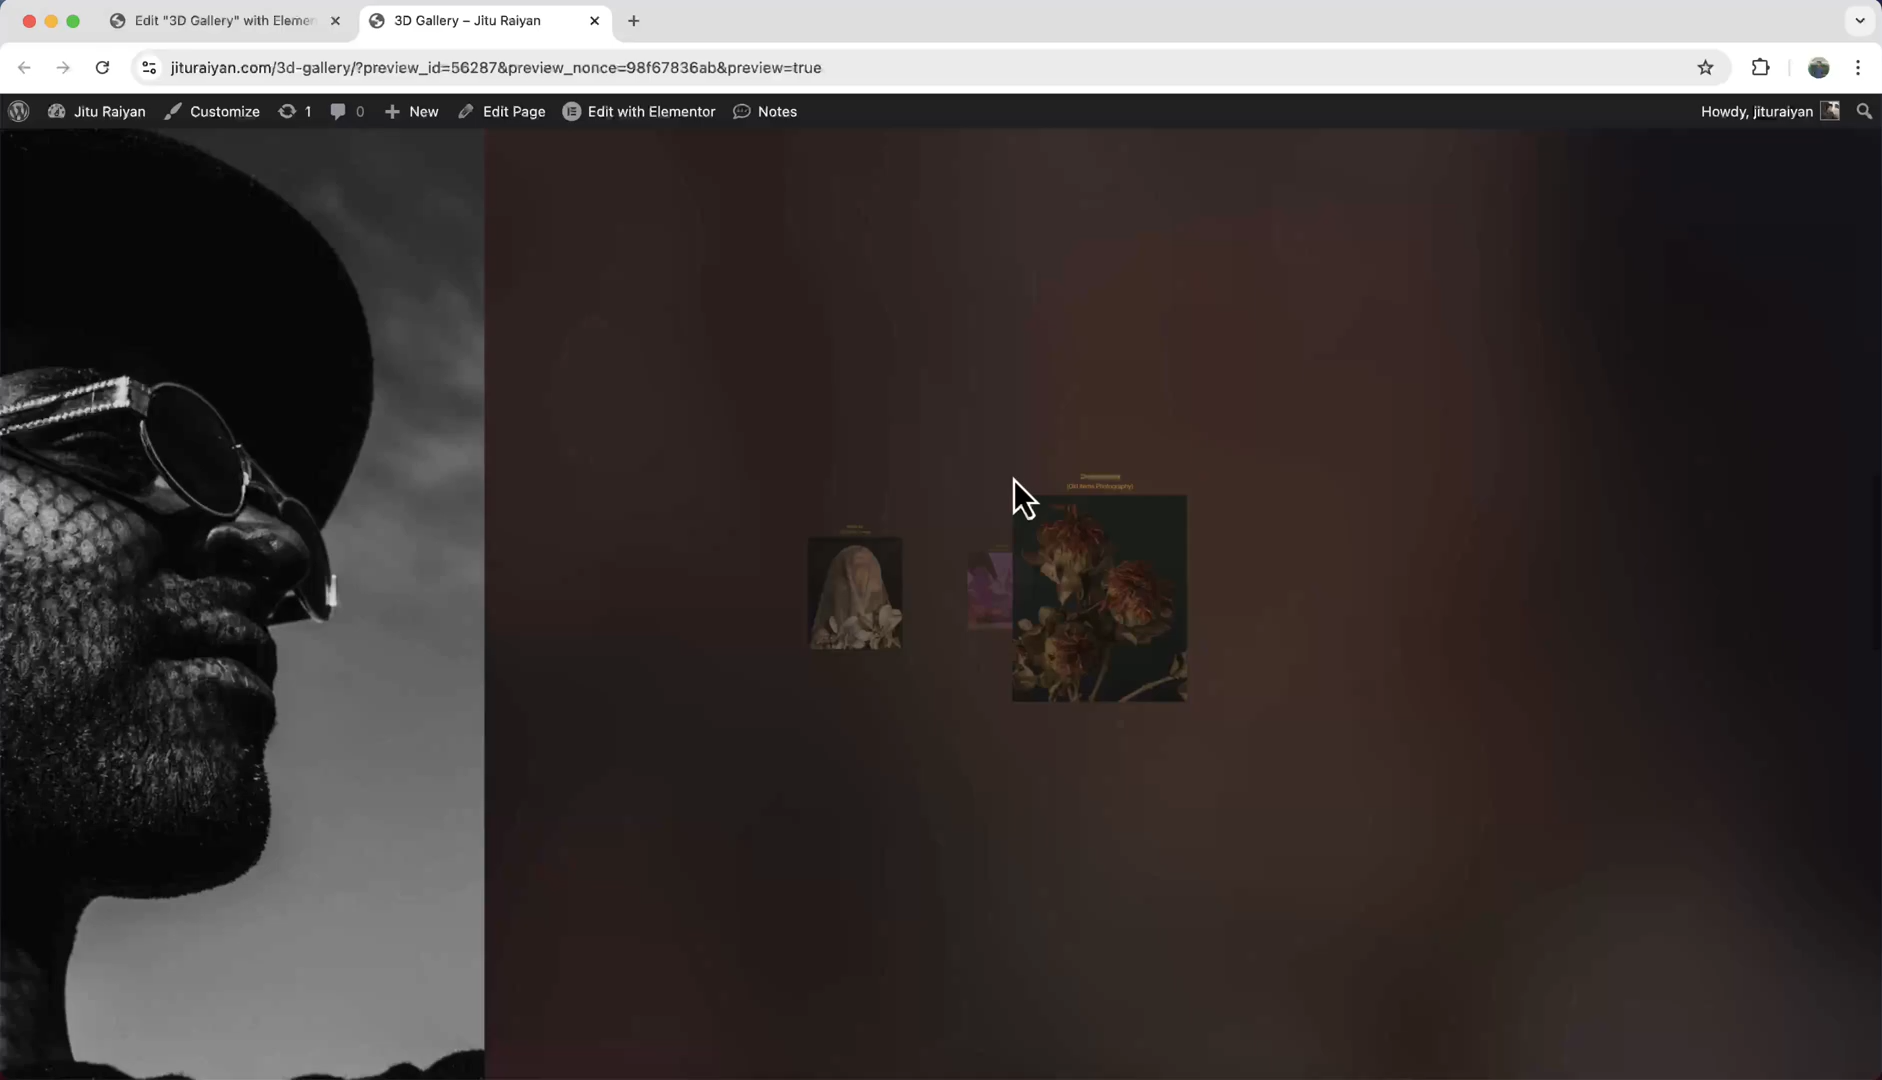 Edit "3D Gallery" with Elemen
3D Gallery – Jitu Raiyan
jituraiyan.com/3d-gallery/?preview_id=56287&preview_nonce=98f67836ab&preview=true
Jitu Raiyan
Customize
1
0
New
Edit Page
Edit with Elementor
Notes
Howdy, jituraiyan